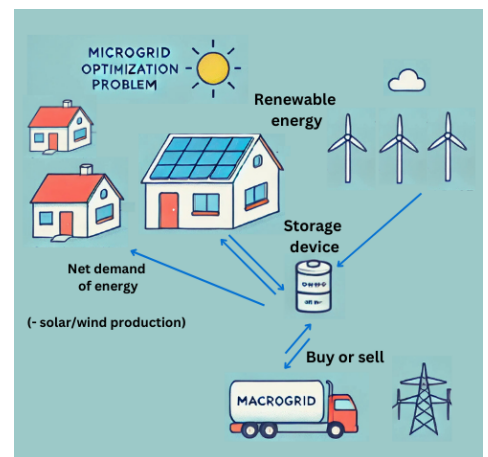 MICROGRID
OPTIMIZATION
PROBLEM
Renewable
energy
Storage
device
Net demand
of energy
(- solar/wind production)
Buy or sell
MACROGRID